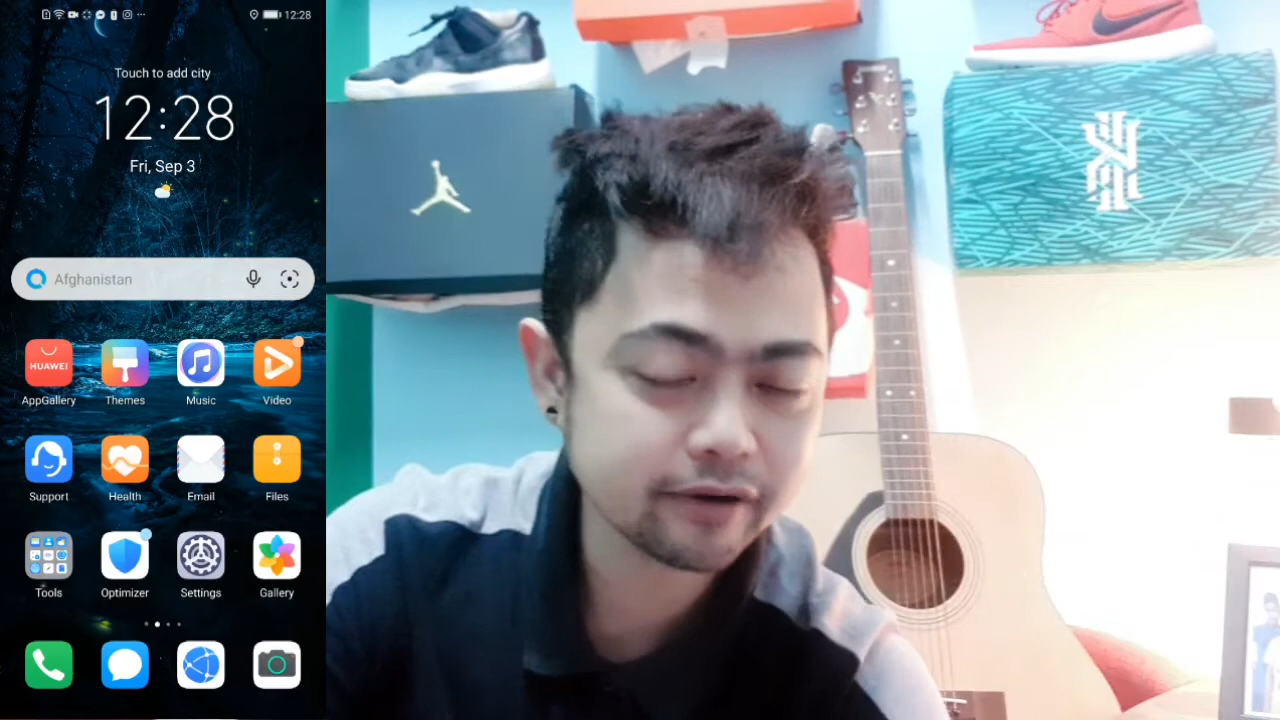 12:28
Touch to add city
12:28
Fri, Sep 3
Afghanistan
HUAWEI
AppGallery
Themes
Music
Video
Support
Health
Email
Files
Tools
Optimizer
Settings
Gallery